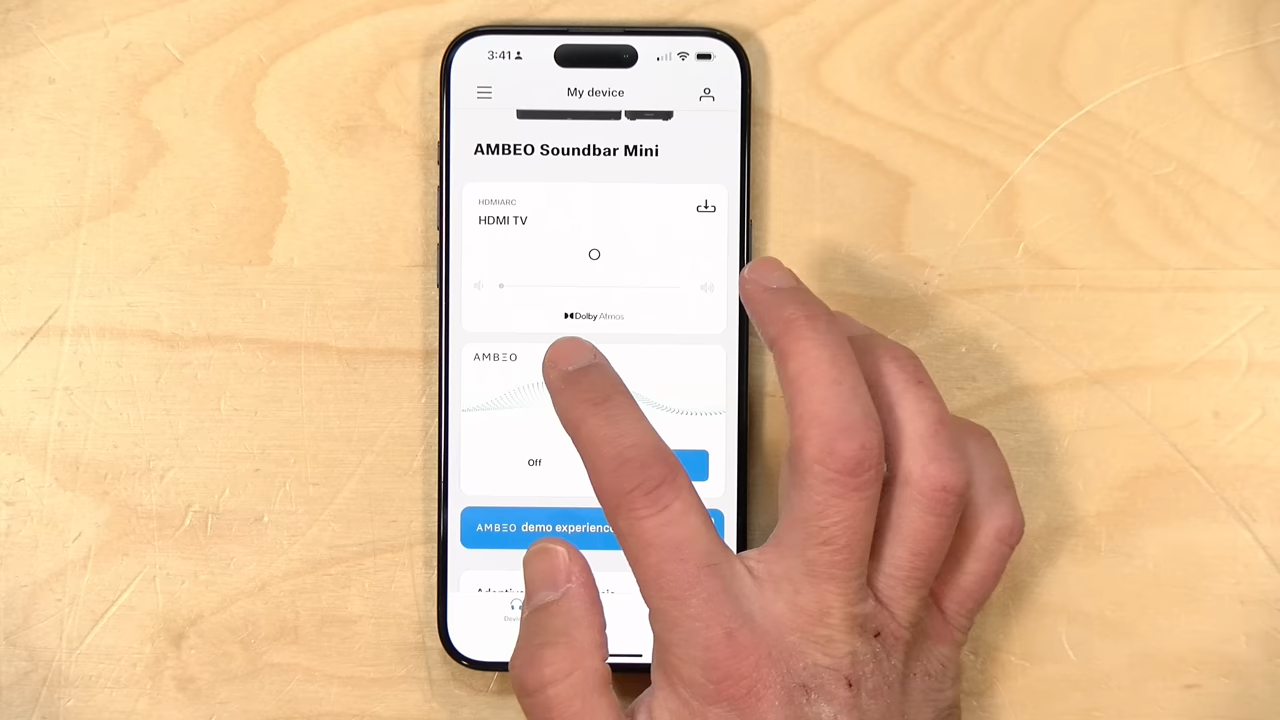 3:41
My device
AMBEO Soundbar Mini
HDMIARC
HDMI TV
Dolby Atmos
AMBEO
Off
AMBEO demo experience